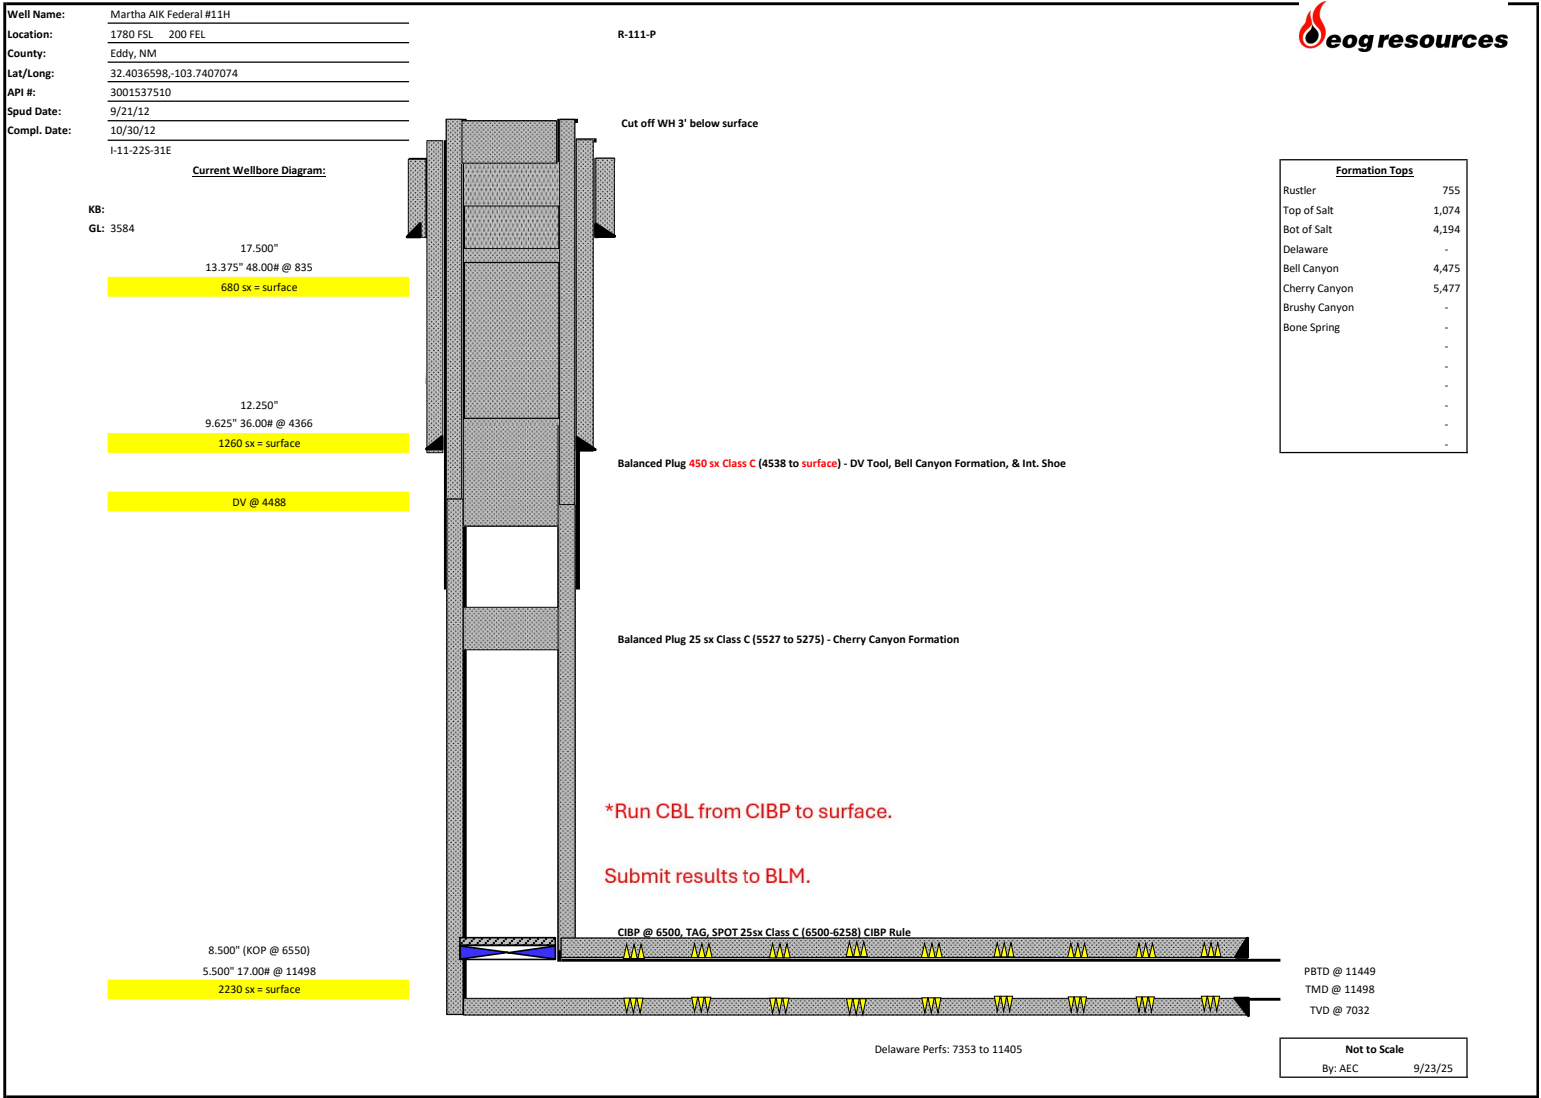 Well Name: Martha AIK Federal #11H
Location: 1780 FSL 200 FEL
County: Eddy, NM
Lat/Long: 32.4036598,-103.7407074
API #: 3001537510
Spud Date: 9/21/12
Compl. Date: 10/30/12
I-11-22S-31E
Current Wellbore Diagram:
KB:
GL: 3584
17.500"
13.375" 48.00# @ 835
680 sx = surface
12.250"
9.625" 36.00# @ 4366
1260 sx = surface
DV @ 4488
8.500" (KOP @ 6550)
5.500" 17.00# @ 11498
2230 sx = surface
R-111-P
Cut off WH 3' below surface
Balanced Plug 450 sx Class C (4538 to surface) - DV Tool, Bell Canyon Formation, & Int. Shoe
Balanced Plug 25 sx Class C (5527 to 5275) - Cherry Canyon Formation
*Run CBL from CIBP to surface.
Submit results to BLM.
CIBP @ 6500, TAG, SPOT 25sx Class C (6500-6258) CIBP Rule
Delaware Perfs: 7353 to 11405
eog resources
Formation Tops
Rustler 755
Top of Salt 1,074
Bot of Salt 4,194
Delaware -
Bell Canyon 4,475
Cherry Canyon 5,477
Brushy Canyon -
Bone Spring -
-
-
-
-
-
-
PBTD @ 11449
TMD @ 11498
TVD @ 7032
Not to Scale
By: AEC 9/23/25